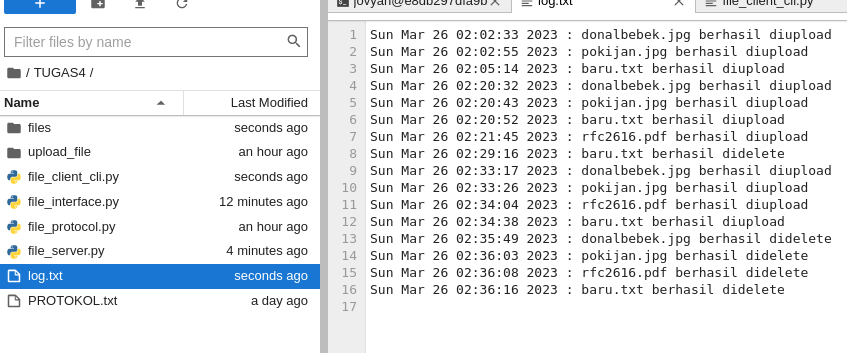 jovyan@e8db297dfa9b
log.txt
file_client_cli.py
Filter files by name
/ TUGAS4 /
Name Last Modified
files seconds ago
upload_file an hour ago
file_client_cli.py seconds ago
file_interface.py 12 minutes ago
file_protocol.py an hour ago
file_server.py 4 minutes ago
log.txt seconds ago
PROTOKOL.txt a day ago
1 Sun Mar 26 02:02:33 2023 : donalbebek.jpg berhasil diupload
2 Sun Mar 26 02:02:55 2023 : pokijan.jpg berhasil diupload
3 Sun Mar 26 02:05:14 2023 : baru.txt berhasil diupload
4 Sun Mar 26 02:20:32 2023 : donalbebek.jpg berhasil diupload
5 Sun Mar 26 02:20:43 2023 : pokijan.jpg berhasil diupload
6 Sun Mar 26 02:20:52 2023 : baru.txt berhasil diupload
7 Sun Mar 26 02:21:45 2023 : rfc2616.pdf berhasil diupload
8 Sun Mar 26 02:29:16 2023 : baru.txt berhasil didelete
9 Sun Mar 26 02:33:17 2023 : donalbebek.jpg berhasil diupload
10 Sun Mar 26 02:33:26 2023 : pokijan.jpg berhasil diupload
11 Sun Mar 26 02:34:04 2023 : rfc2616.pdf berhasil diupload
12 Sun Mar 26 02:34:38 2023 : baru.txt berhasil diupload
13 Sun Mar 26 02:35:49 2023 : donalbebek.jpg berhasil didelete
14 Sun Mar 26 02:36:03 2023 : pokijan.jpg berhasil didelete
15 Sun Mar 26 02:36:08 2023 : rfc2616.pdf berhasil didelete
16 Sun Mar 26 02:36:16 2023 : baru.txt berhasil didelete
17